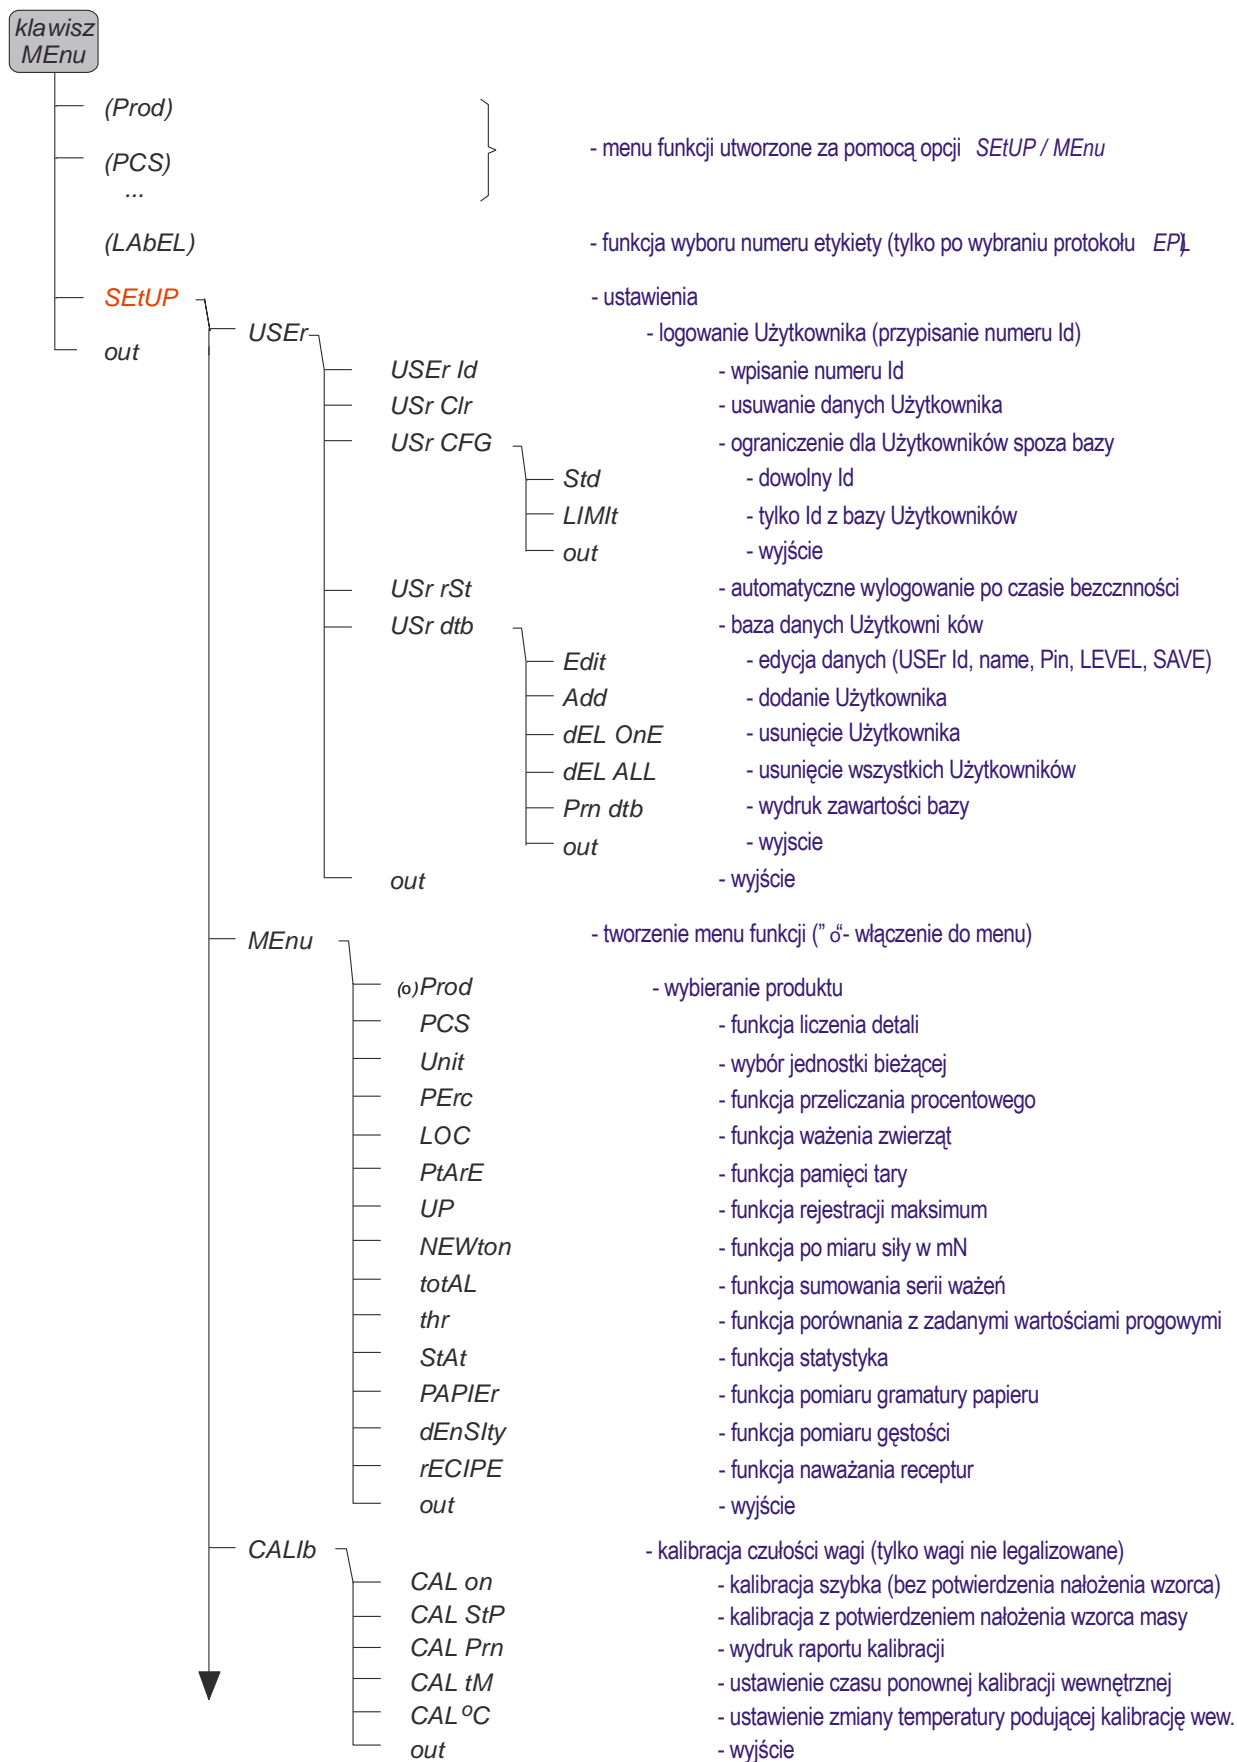 klawisz
MEnu
(Prod)
- menu funkcji utworzone za pomocą opcji SEtUP / MEnu
(PCS)
...
(LAbEL) - funkcja wyboru numeru etykiety (tylko po wybraniu protokołu EPL)
SEtUP - ustawienia
USEr - logowanie Użytkownika (przypisanie numeru Id)
out
USEr Id - wpisanie numeru Id
USr Clr - usuwanie danych Użytkownika
USr CFG - ograniczenie dla Użytkowników spoza bazy
Std - dowolny Id
LIMIt - tylko Id z bazy Użytkowników
out - wyjście
USr rSt - automatyczne wylogowanie po czasie bezcznności
USr dtb - baza danych Użytkowni ków
Edit - edycja danych (USEr Id, name, Pin, LEVEL, SAVE)
Add - dodanie Użytkownika
dEL OnE - usunięcie Użytkownika
dEL ALL - usunięcie wszystkich Użytkowników
Prn dtb - wydruk zawartości bazy
out - wyjscie
out - wyjście
MEnu - tworzenie menu funkcji (” o“- włączenie do menu)
(o)Prod - wybieranie produktu
PCS - funkcja liczenia detali
Unit - wybór jednostki bieżącej
PErc - funkcja przeliczania procentowego
LOC - funkcja ważenia zwierząt
PtArE - funkcja pamięci tary
UP - funkcja rejestracji maksimum
NEWton - funkcja po miaru siły w mN
totAL - funkcja sumowania serii ważeń
thr - funkcja porównania z zadanymi wartościami progowymi
StAt - funkcja statystyka
PAPIEr - funkcja pomiaru gramatury papieru
dEnSIty - funkcja pomiaru gęstości
rECIPE - funkcja naważania receptur
out - wyjście
CALIb - kalibracja czułości wagi (tylko wagi nie legalizowane)
CAL on - kalibracja szybka (bez potwierdzenia nałożenia wzorca)
CAL StP - kalibracja z potwierdzeniem nałożenia wzorca masy
CAL Prn - wydruk raportu kalibracji
CAL tM - ustawienie czasu ponownej kalibracji wewnętrznej
CAL ºC - ustawienie zmiany temperatury podującej kalibrację wew.
out - wyjście